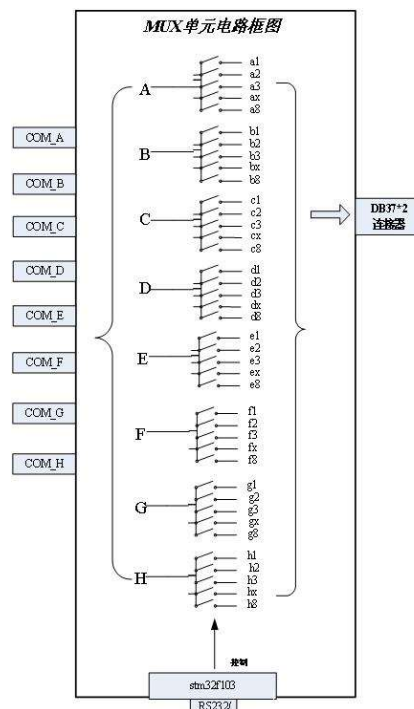 MUX单元电路框图
a1
a2
A
a3
ax
a8
COM_A
b1
b2
B
b3
bx
b8
COM_B
c1
C
c2
c3
cx
c8
COM_C
DB37*2
连接器
COM_D
d1
d2
D
d3
dx
d8
COM_E
e1
e2
E
e3
ex
e8
COM_F
f1
f2
F
f3
fx
f8
COM_G
g1
g2
G
g3
gx
g8
COM_H
h1
h2
H
h3
hx
h8
控制
stm32f103
RS232/